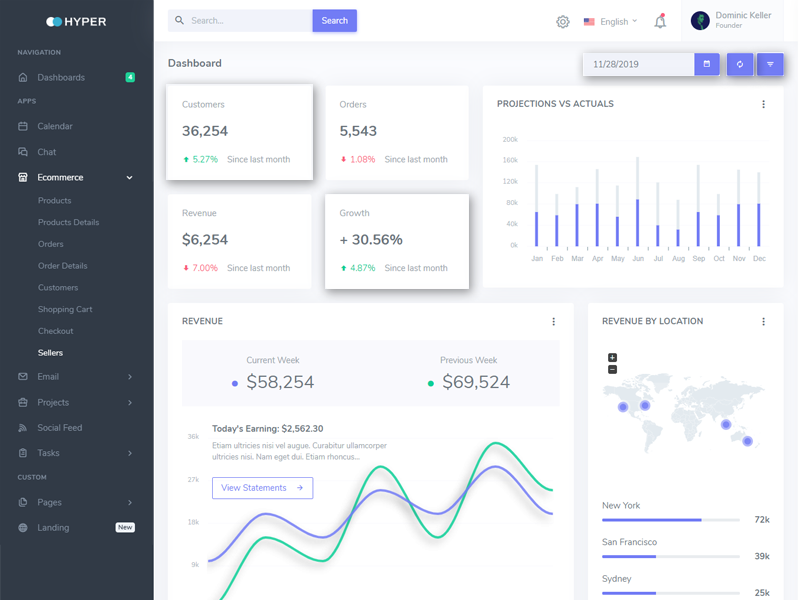 HYPER
NAVIGATION
Dashboards 4
APPS
Calendar
Chat
Ecommerce
Products
Products Details
Orders
Order Details
Customers
Shopping Cart
Checkout
Sellers
Email
Projects
Social Feed
Tasks
CUSTOM
Pages
Landing New
Search... Search
English
Dominic Keller
Founder
Dashboard
11/28/2019
Customers
36,254
5.27% Since last month
Orders
5,543
1.08% Since last month
Revenue
$6,254
7.00% Since last month
Growth
+ 30.56%
4.87% Since last month
PROJECTIONS VS ACTUALS
200k
160k
120k
80k
40k
0k
Jan Feb Mar Apr May Jun Jul Aug Sep Oct Nov Dec
REVENUE
Current Week
$58,254
Previous Week
$69,524
Today's Earning: $2,562.30
Etiam ultricies nisi vel augue. Curabitur ullamcorper
ultricies nisi. Nam eget dui. Etiam rhoncus...
View Statements
36k
27k
18k
9k
REVENUE BY LOCATION
+
−
New York
72k
San Francisco
39k
Sydney
25k